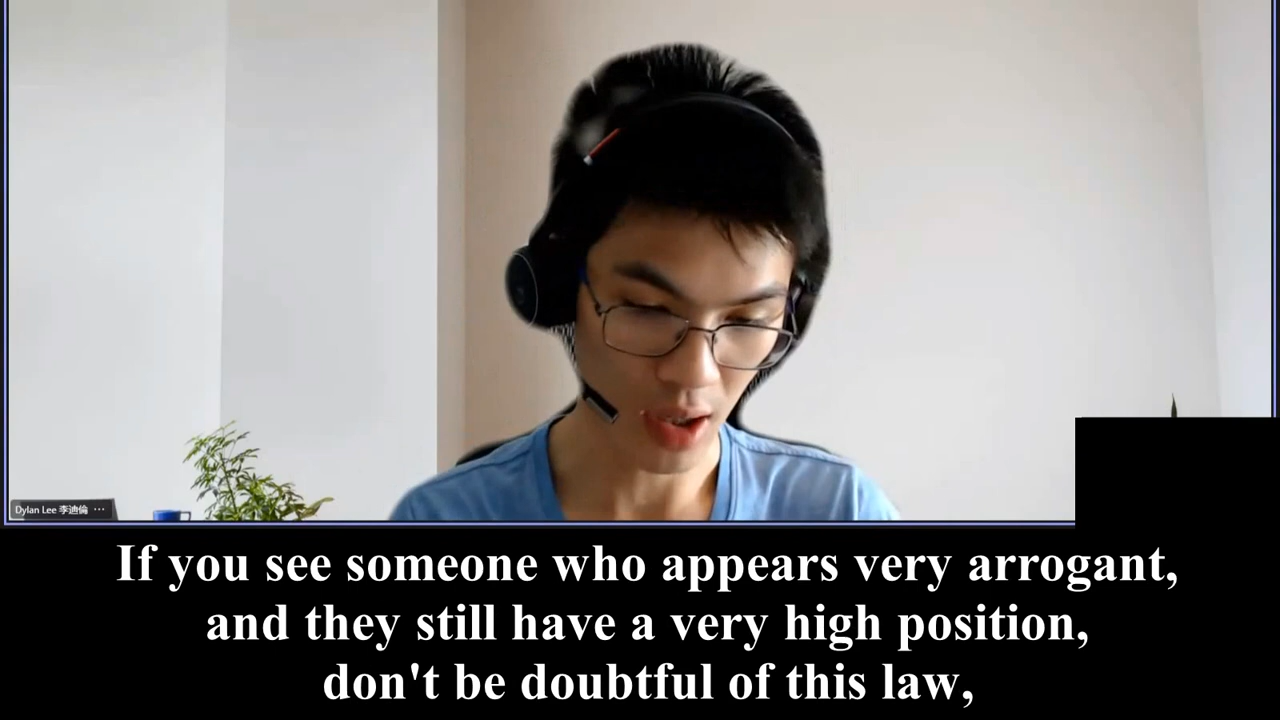 Dylan Lee 李迪倫 ···
If you see someone who appears very arrogant,
and they still have a very high position,
don't be doubtful of this law,